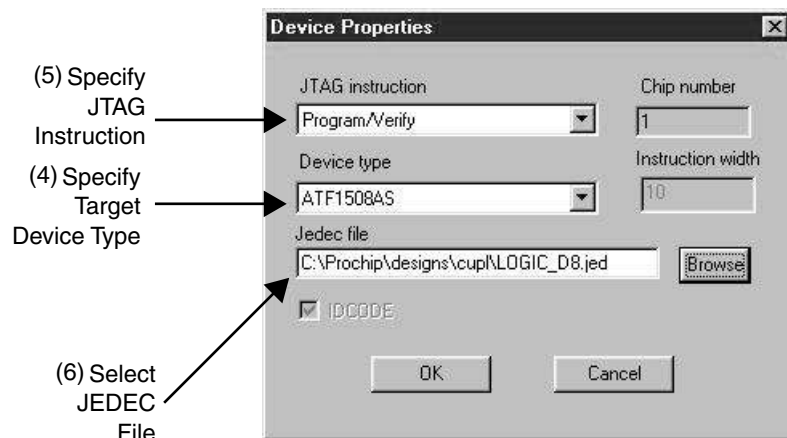 Device Properties
(5) Specify
JTAG
Instruction
JTAG instruction
Chip number
Program/Verify
1
(4) Specify
Target
Device Type
Device type
Instruction width
ATF1508AS
10
Jedec file
C:\Prochip\designs\cupl\LOGIC_D8.jed
Browse
IDCODE
(6) Select
JEDEC
File
OK
Cancel